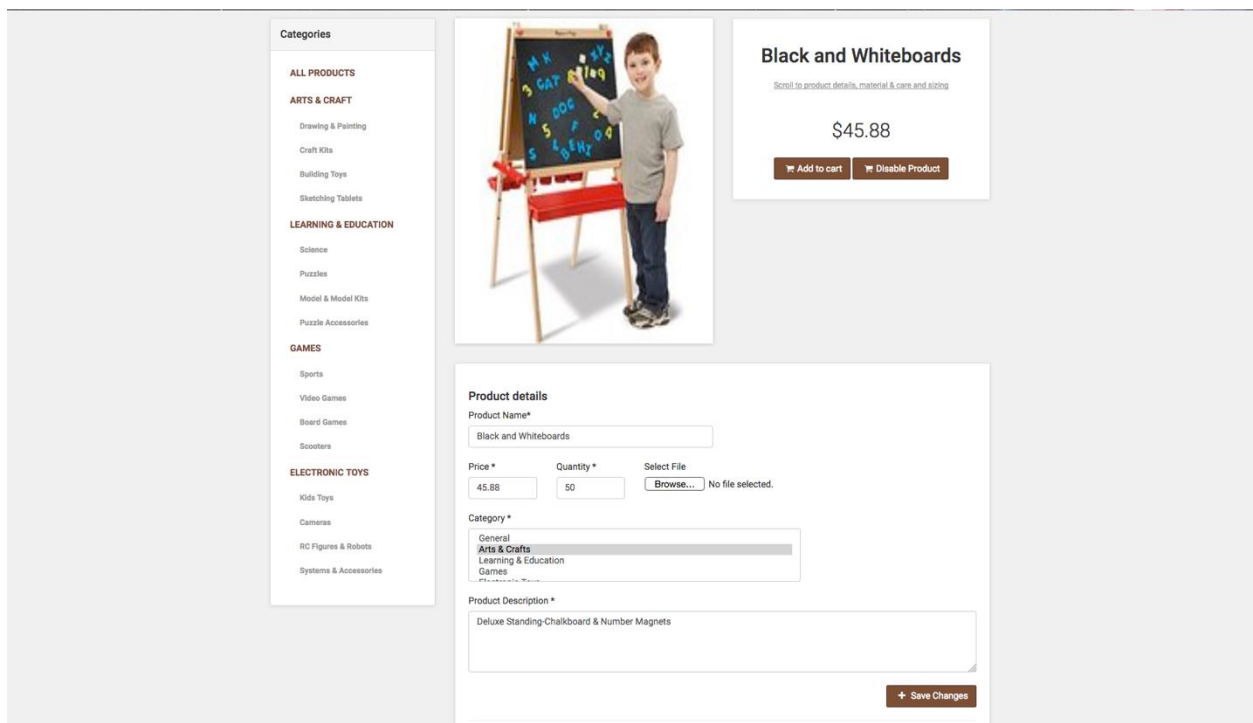 Categories
ALL PRODUCTS
ARTS & CRAFT
Drawing & Painting
Craft Kits
Building Toys
Sketching Tablets
LEARNING & EDUCATION
Science
Puzzles
Model & Model Kits
Puzzle Accessories
GAMES
Sports
Video Games
Board Games
Scooters
ELECTRONIC TOYS
Kids Toys
Cameras
RC Figures & Robots
Systems & Accessories
CAT
DOG
Black and Whiteboards
Scroll to product details, material & care and sizing
$45.88
Add to cart
Disable Product
Product details
Product Name*
Black and Whiteboards
Price * Quantity * Select File
45.88 50 Browse... No file selected.
Category *
General
Arts & Crafts
Learning & Education
Games
Electronic Toys
Product Description *
Deluxe Standing-Chalkboard & Number Magnets
+ Save Changes